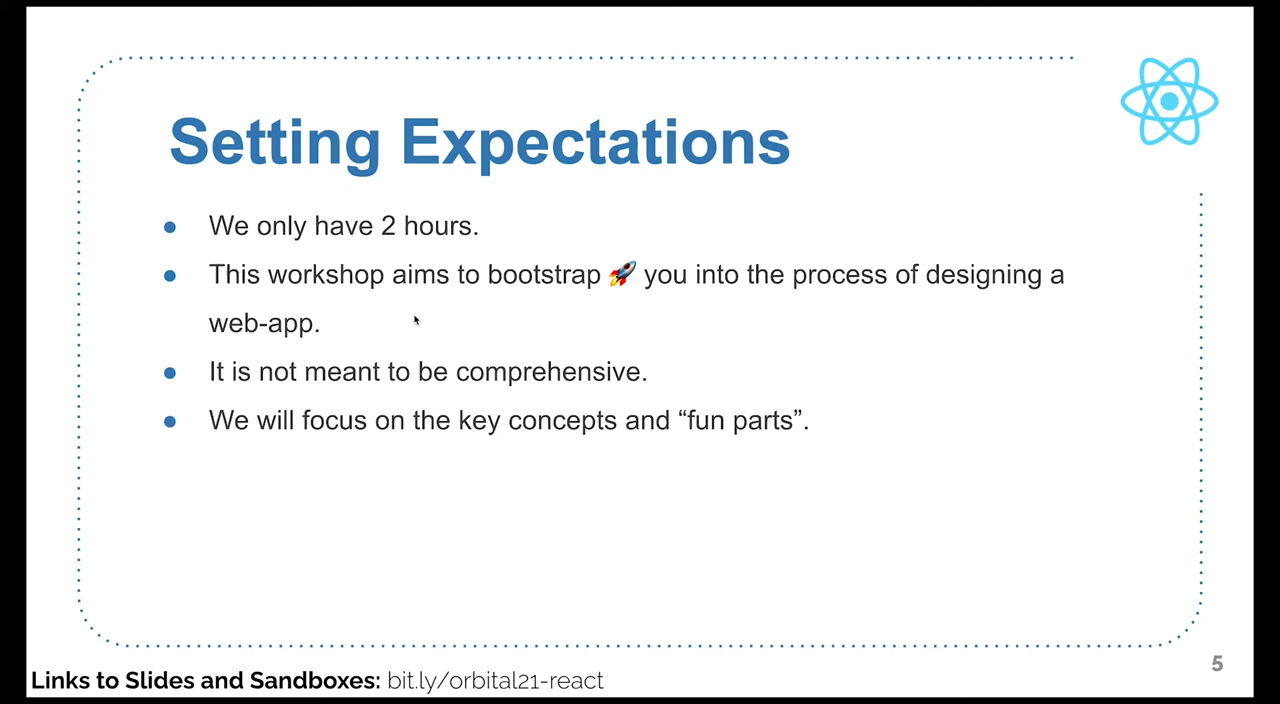 Setting Expectations
● We only have 2 hours.
● This workshop aims to bootstrap 🚀 you into the process of designing a
web-app.
● It is not meant to be comprehensive.
● We will focus on the key concepts and “fun parts”.
5
Links to Slides and Sandboxes: bit.ly/orbital21-react